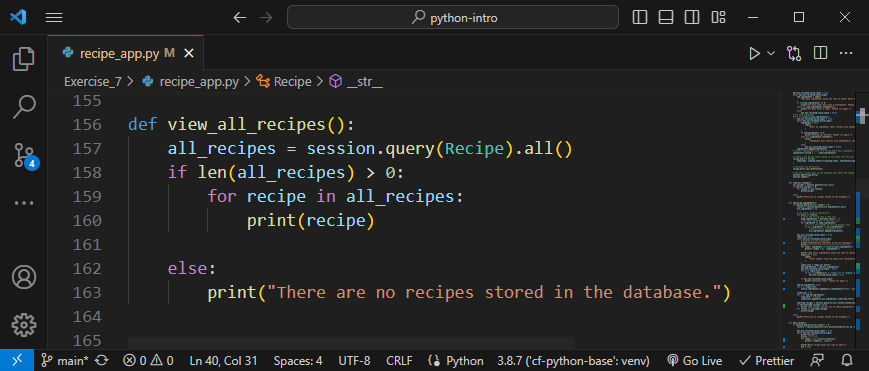 python-intro
recipe_app.py M
Exercise_7 > recipe_app.py > Recipe > __str__
155
156 def view_all_recipes():
157     all_recipes = session.query(Recipe).all()
158     if len(all_recipes) > 0:
159         for recipe in all_recipes:
160             print(recipe)
161
162     else:
163         print("There are no recipes stored in the database.")
164
165
4
main* 0 0 Ln 40, Col 31 Spaces: 4 UTF-8 CRLF {} Python 3.8.7 ('cf-python-base': venv) Go Live Prettier